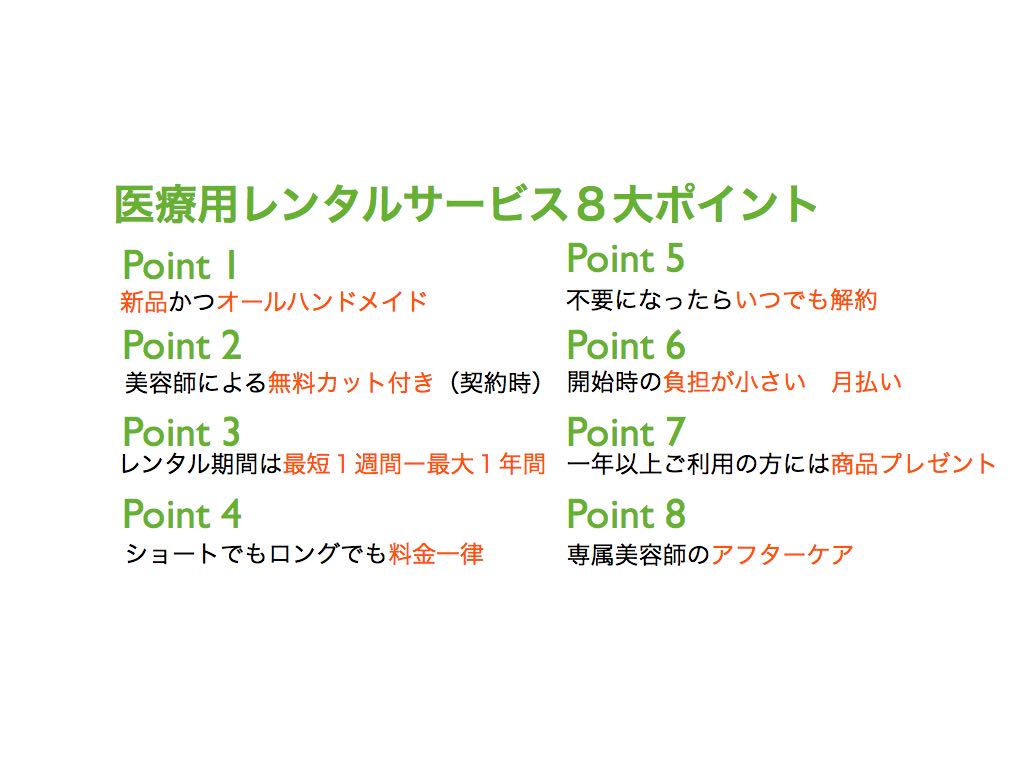 医療用レンタルサービス８大ポイント
Point 1
新品かつオールハンドメイド
Point 2
美容師による無料カット付き（契約時）
Point 3
レンタル期間は最短１週間ー最大１年間
Point 4
ショートでもロングでも料金一律
Point 5
不要になったらいつでも解約
Point 6
開始時の負担が小さい　月払い
Point 7
一年以上ご利用の方には商品プレゼント
Point 8
専属美容師のアフターケア